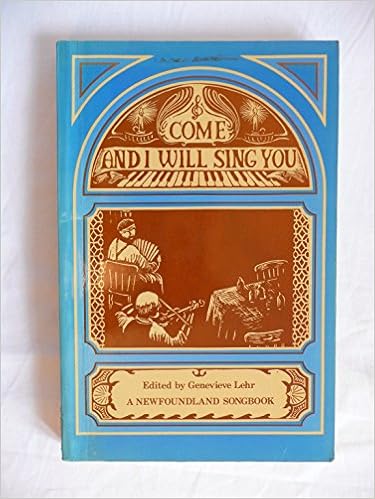 COME
AND I WILL SING YOU
Edited by Genevieve Lehr
A NEWFOUNDLAND SONGBOOK